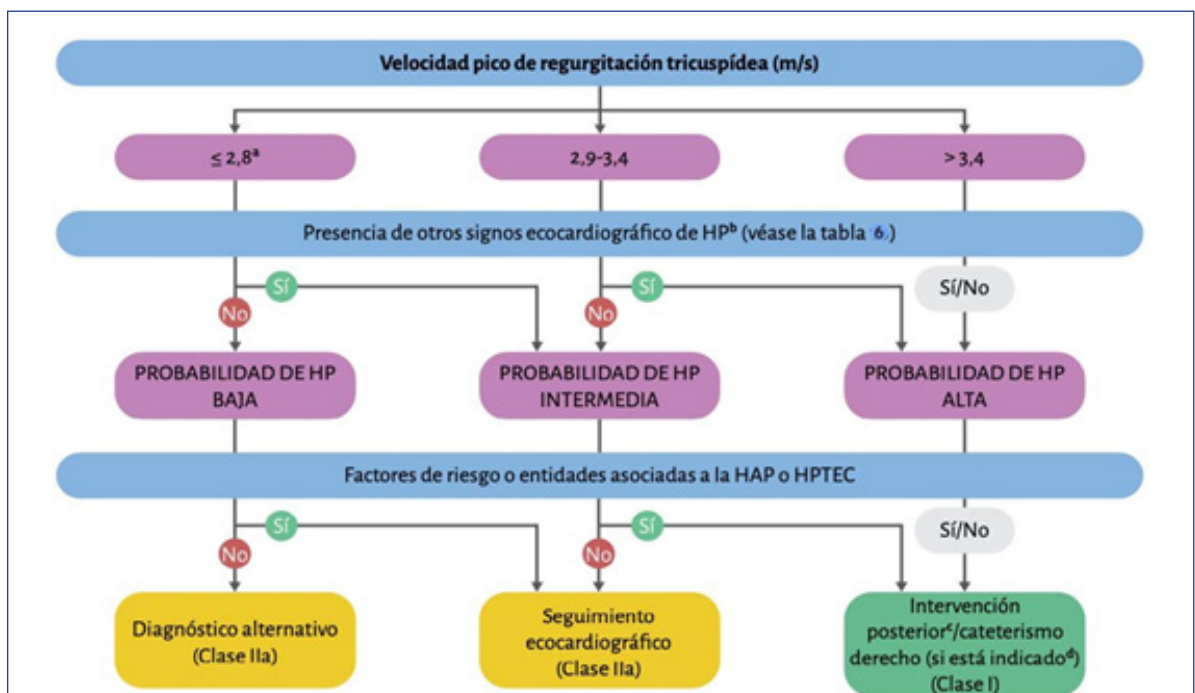 Velocidad pico de regurgitación tricuspídea (m/s)
≤ 2,8ª
2,9-3,4
> 3,4
Presencia de otros signos ecocardiográfico de HPᵇ (véase la tabla 6.)
Sí
Sí
Sí/No
No
No
PROBABILIDAD DE HP
BAJA
PROBABILIDAD DE HP
INTERMEDIA
PROBABILIDAD DE HP
ALTA
Factores de riesgo o entidades asociadas a la HAP o HPTEC
Sí
Sí
Sí/No
No
No
Diagnóstico alternativo
(Clase IIa)
Seguimiento
ecocardiográfico
(Clase IIa)
Intervención
posteriorᶜ/cateterismo
derecho (si está indicadoᵈ)
(Clase I)